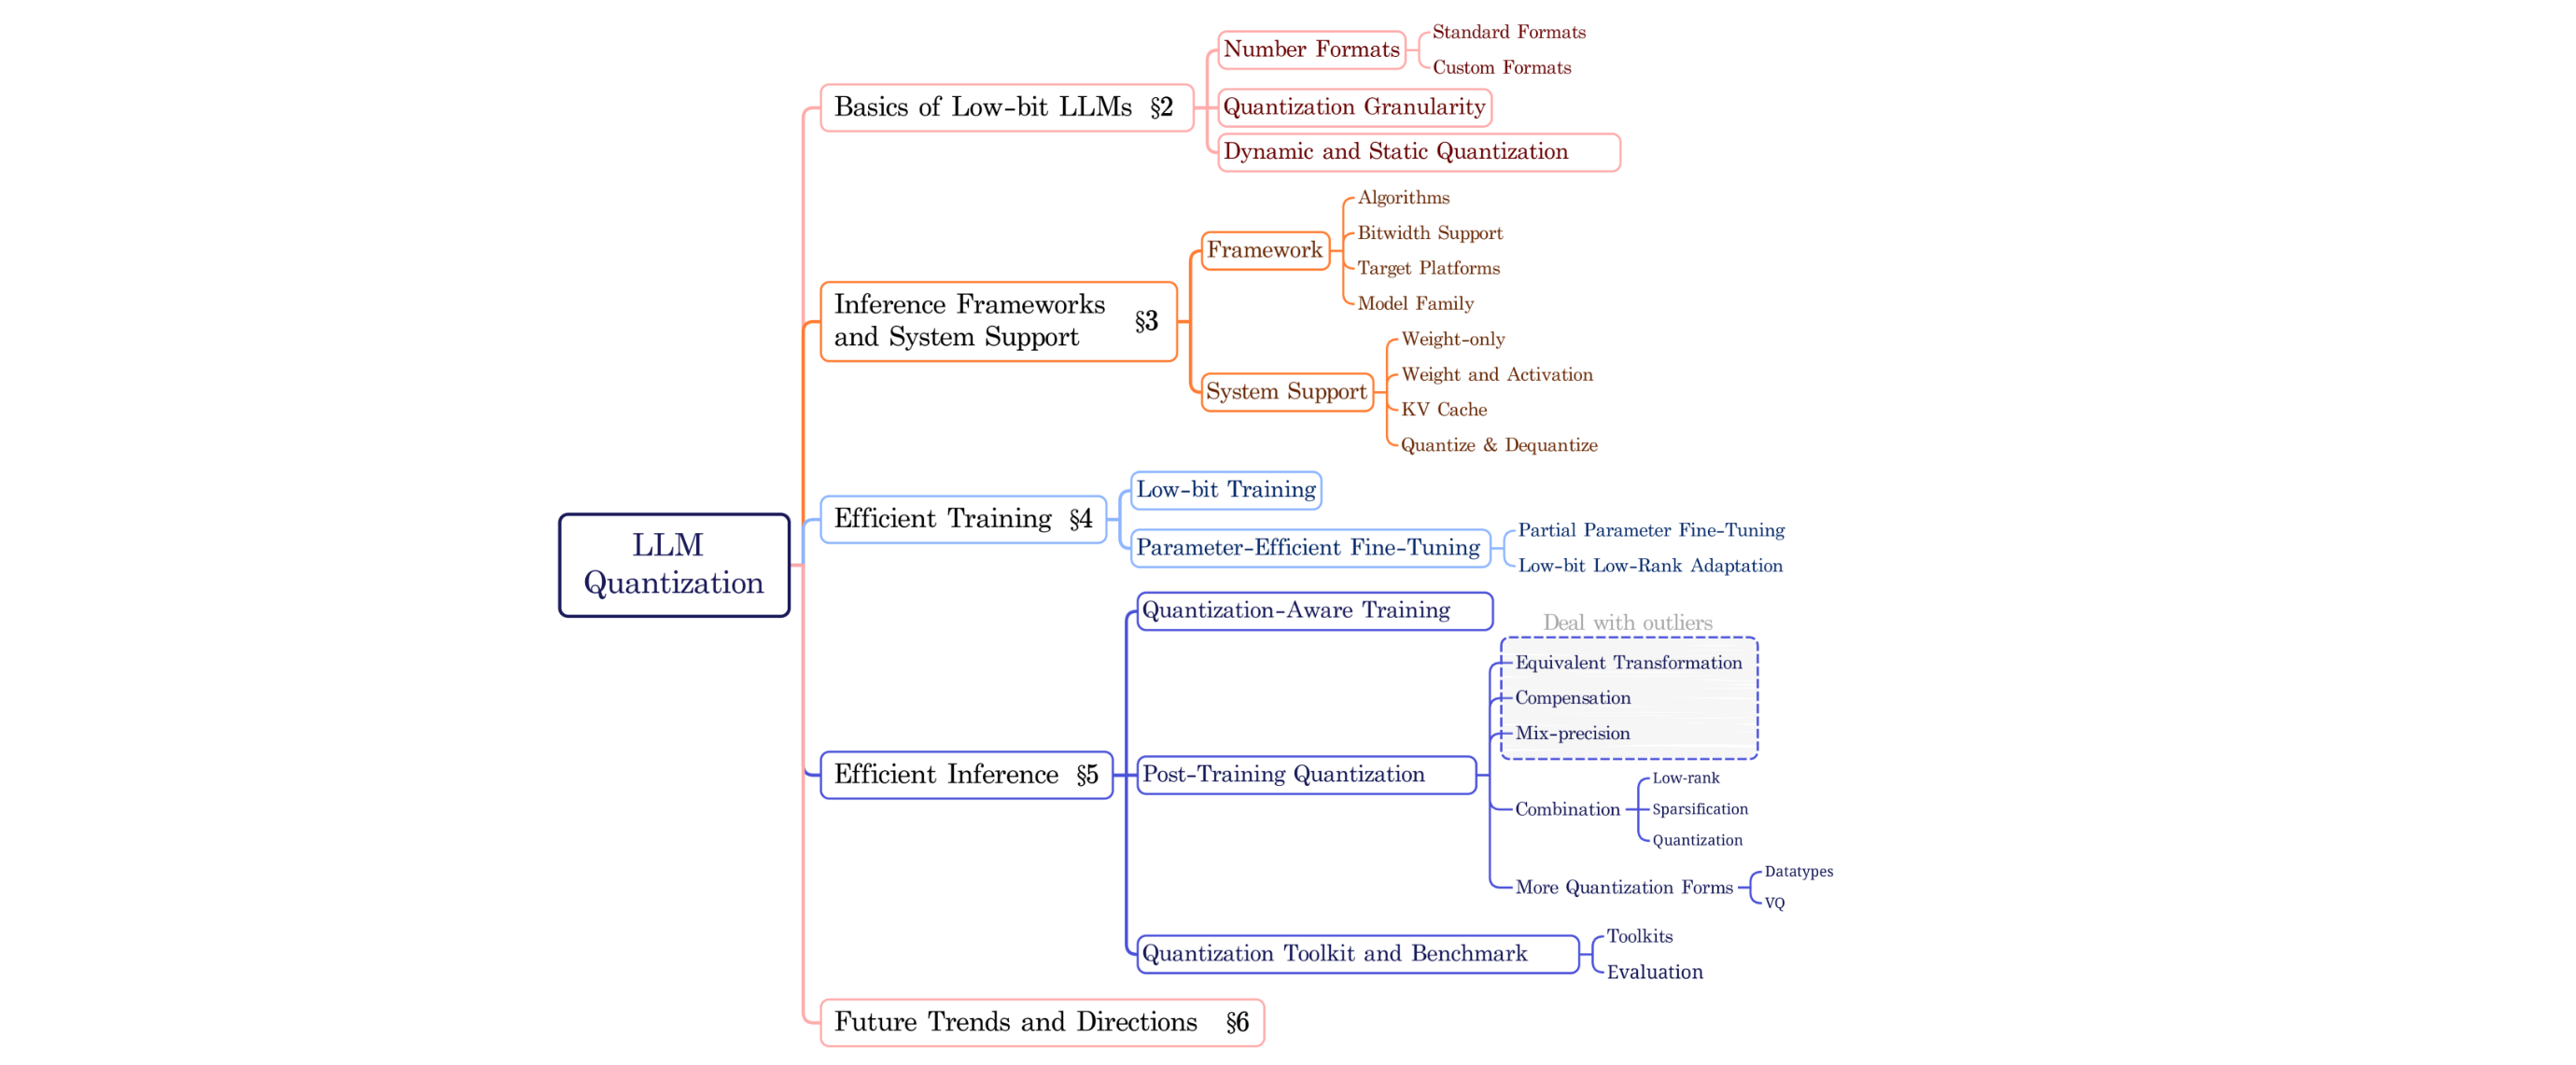 LLM
Quantization
Basics of Low-bit LLMs §2
Number Formats
Standard Formats
Custom Formats
Quantization Granularity
Dynamic and Static Quantization
Inference Frameworks
and System Support §3
Framework
Algorithms
Bitwidth Support
Target Platforms
Model Family
System Support
Weight-only
Weight and Activation
KV Cache
Quantize & Dequantize
Efficient Training §4
Low-bit Training
Parameter-Efficient Fine-Tuning
Partial Parameter Fine-Tuning
Low-bit Low-Rank Adaptation
Efficient Inference §5
Quantization-Aware Training
Post-Training Quantization
Deal with outliers
Equivalent Transformation
Compensation
Mix-precision
Combination
Low-rank
Sparsification
Quantization
More Quantization Forms
Datatypes
VQ
Quantization Toolkit and Benchmark
Toolkits
Evaluation
Future Trends and Directions §6